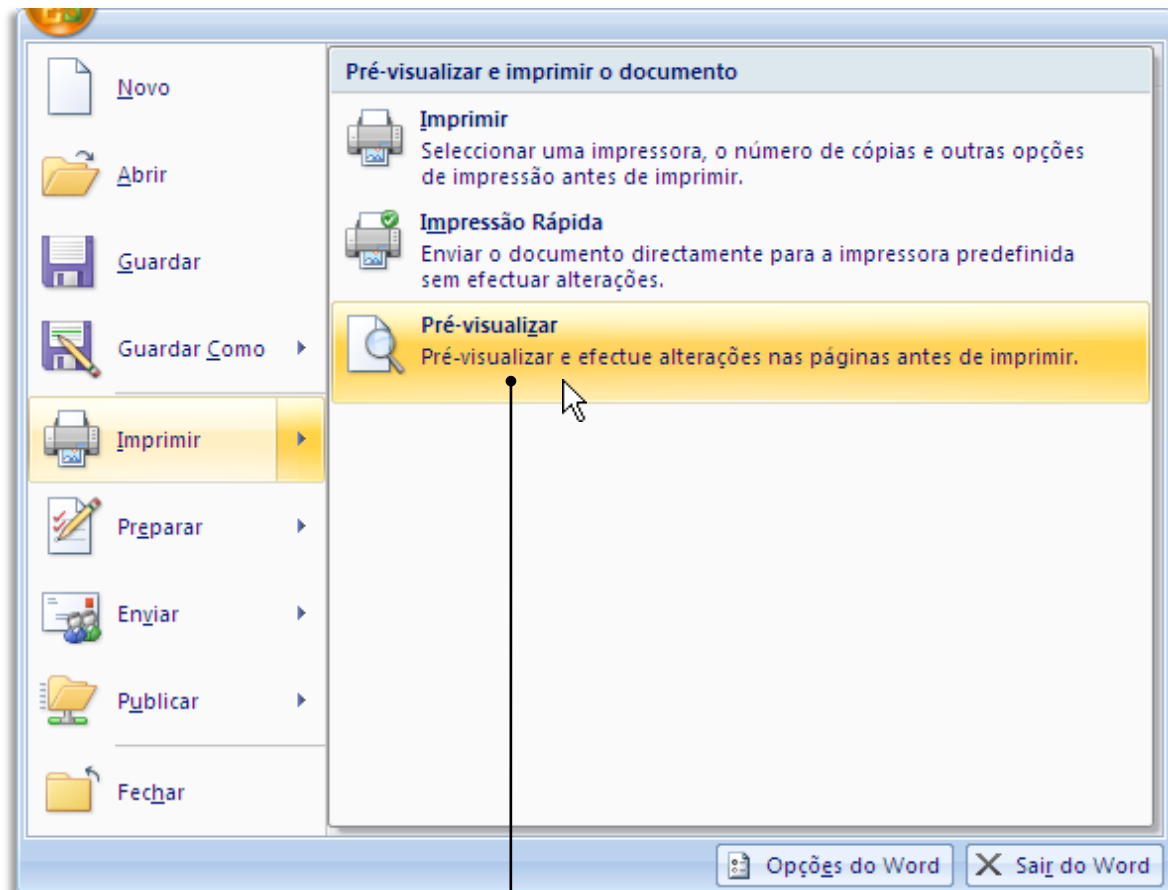 Novo
Abrir
Guardar
Guardar Como
Imprimir
Preparar
Enviar
Publicar
Fechar
Pré-visualizar e imprimir o documento
Imprimir
Seleccionar uma impressora, o número de cópias e outras opções
de impressão antes de imprimir.
Impressão Rápida
Enviar o documento directamente para a impressora predefinida
sem efectuar alterações.
Pré-visualizar
Pré-visualizar e efectue alterações nas páginas antes de imprimir.
Opções do Word
Sair do Word